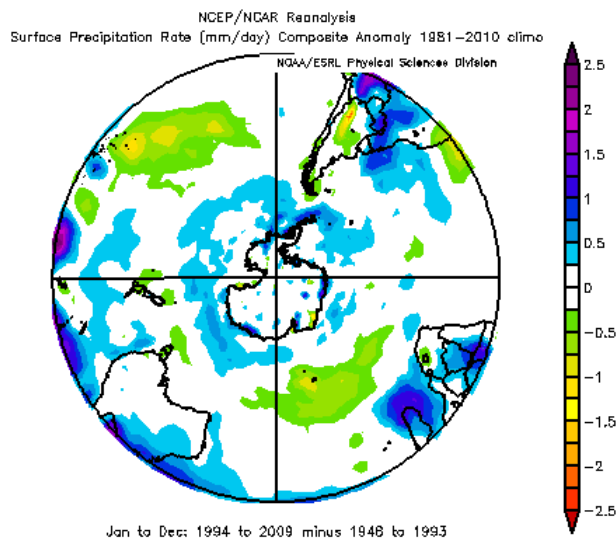 NCEP/NCAR Reanalysis
Surface Precipitation Rate (mm/day) Composite Anomaly 1981-2010 climo
NOAA/ESRL Physical Sciences Division
2.5
2
1.5
1
0.5
0
-0.5
-1
-1.5
-2
-2.5
Jan to Dec: 1994 to 2009 minus 1946 to 1993